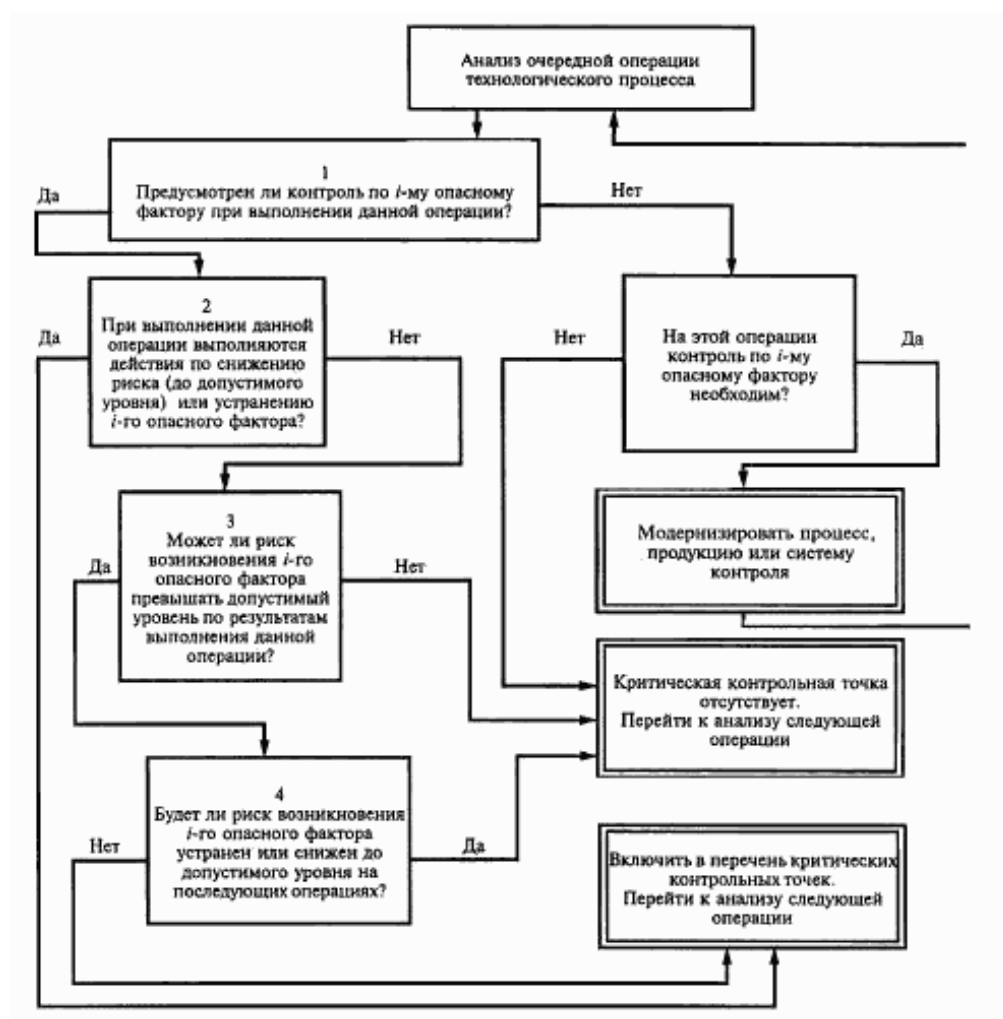 Анализ очередной операции
технологического процесса
1
Предусмотрен ли контроль по i-му опасному
фактору при выполнении данной операции?
Да
Нет
2
При выполнении данной
операции выполняются
действия по снижению
риска (до допустимого
уровня) или устранению
i-го опасного фактора?
Да
Нет
На этой операции
контроль по i-му
опасному фактору
необходим?
Нет
Да
3
Может ли риск
возникновения i-го
опасного фактора
превышать допустимый
уровень по результатам
выполнения данной
операции?
Да
Нет
Модернизировать процесс,
продукцию или систему
контроля
Критическая контрольная точка
отсутствует.
Перейти к анализу следующей
операции
4
Будет ли риск возникновения
i-го опасного фактора
устранен или снижен до
допустимого уровня на
последующих операциях?
Нет
Да
Включить в перечень критических
контрольных точек.
Перейти к анализу следующей
операции